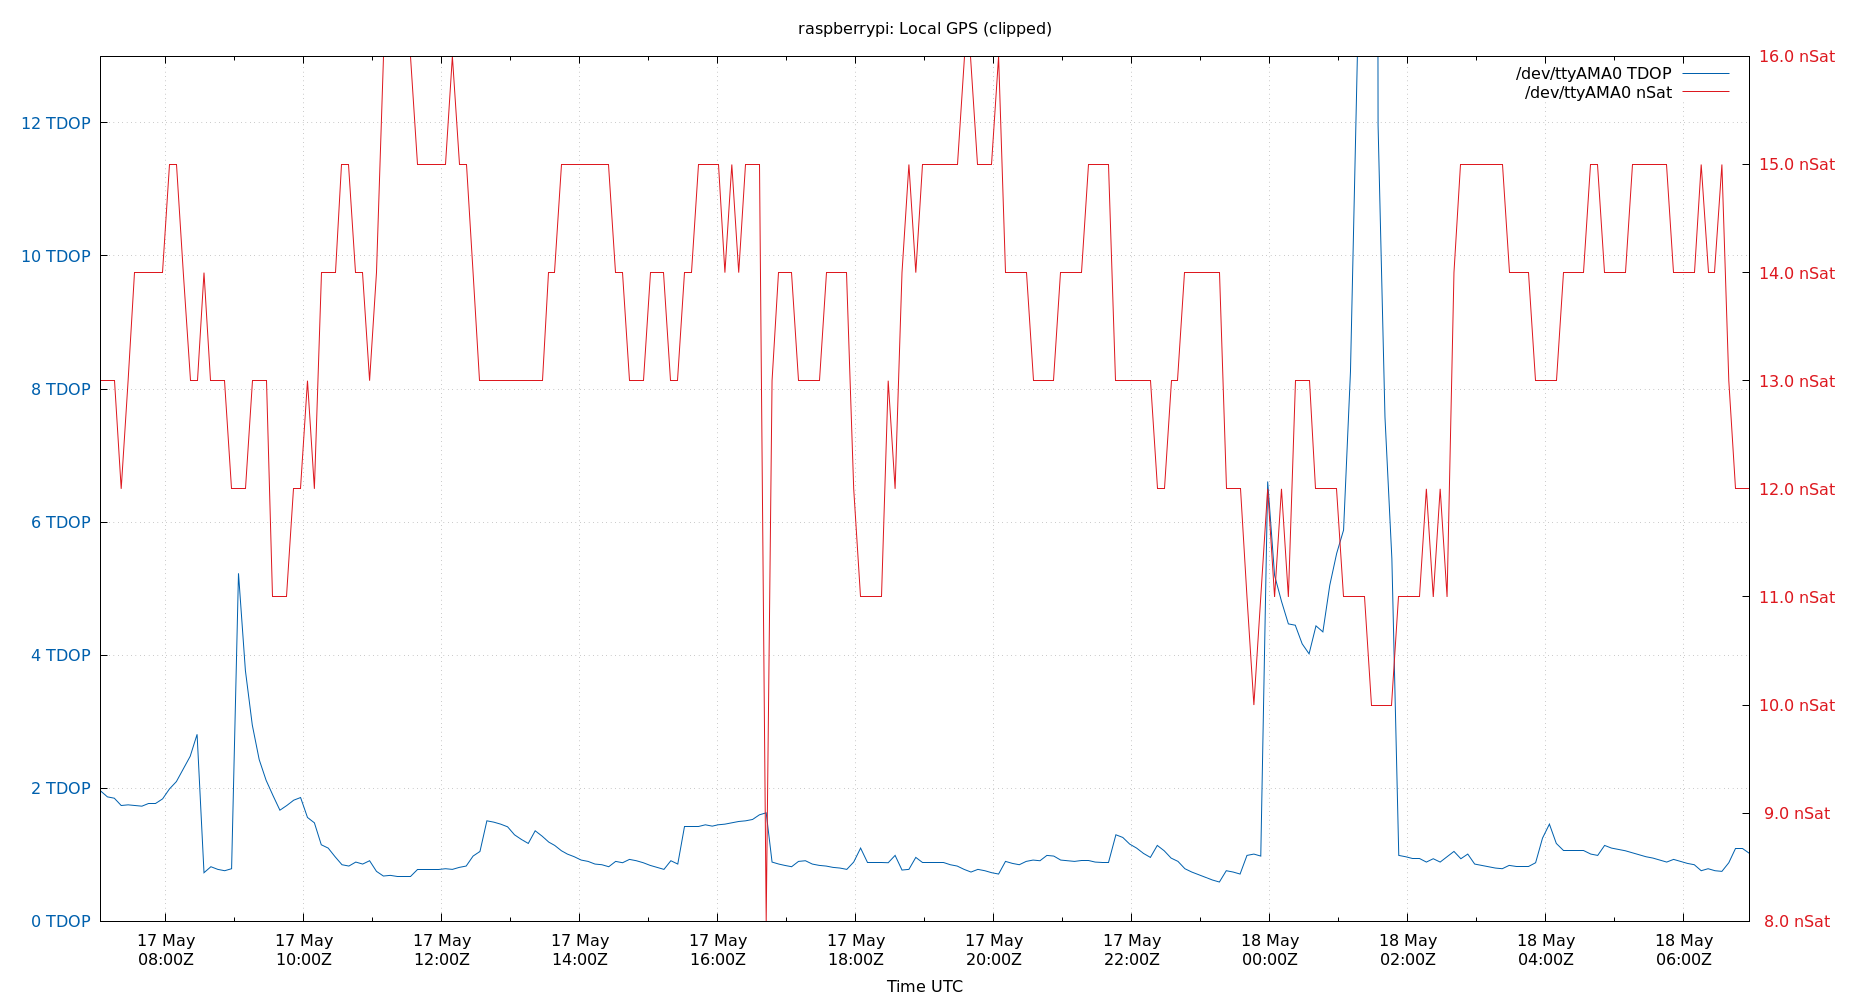 raspberrypi: Local GPS (clipped)
/dev/ttyAMA0 TDOP
/dev/ttyAMA0 nSat
12 TDOP
10 TDOP
8 TDOP
6 TDOP
4 TDOP
2 TDOP
0 TDOP
16.0 nSat
15.0 nSat
14.0 nSat
13.0 nSat
12.0 nSat
11.0 nSat
10.0 nSat
9.0 nSat
8.0 nSat
17 May 17 May 17 May 17 May 17 May 17 May 17 May 17 May 18 May 18 May 18 May 18 May
08:00Z 10:00Z 12:00Z 14:00Z 16:00Z 18:00Z 20:00Z 22:00Z 00:00Z 02:00Z 04:00Z 06:00Z
Time UTC